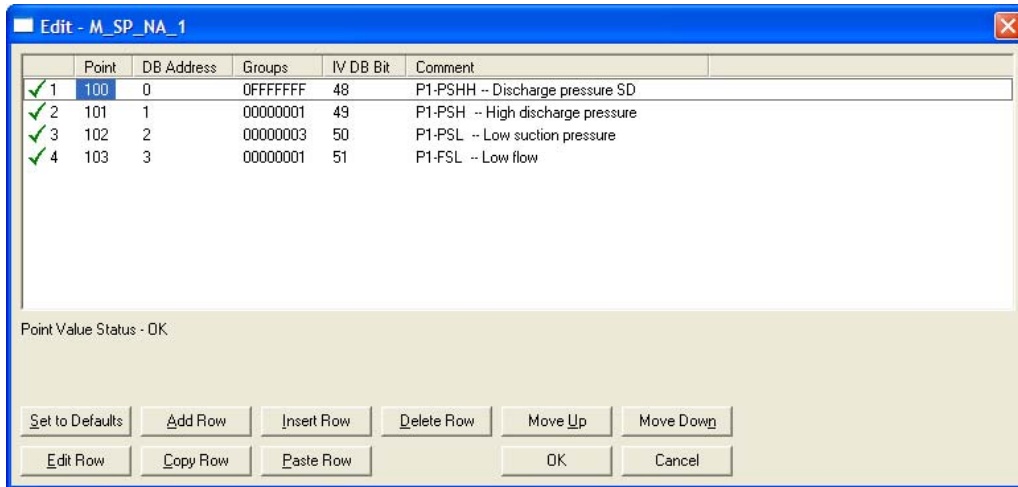 Edit - M_SP_NA_1
Point DB Address Groups IV DB Bit Comment
1 100 0 0FFFFFFF 48 P1-PSHH -- Discharge pressure SD
2 101 1 00000001 49 P1-PSH -- High discharge pressure
3 102 2 00000003 50 P1-PSL -- Low suction pressure
4 103 3 00000001 51 P1-FSL -- Low flow
Point Value Status - OK
Set to Defaults Add Row Insert Row Delete Row Move Up Move Down
Edit Row Copy Row Paste Row OK Cancel